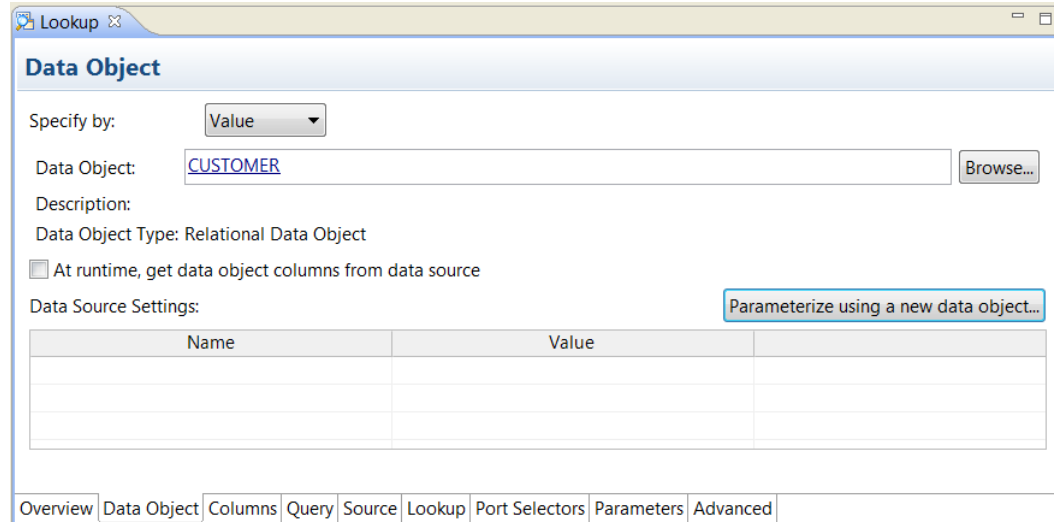 Lookup
Data Object
Specify by: Value
Data Object: CUSTOMER Browse...
Description:
Data Object Type: Relational Data Object
At runtime, get data object columns from data source
Data Source Settings: Parameterize using a new data object...
Name Value
Overview Data Object Columns Query Source Lookup Port Selectors Parameters Advanced